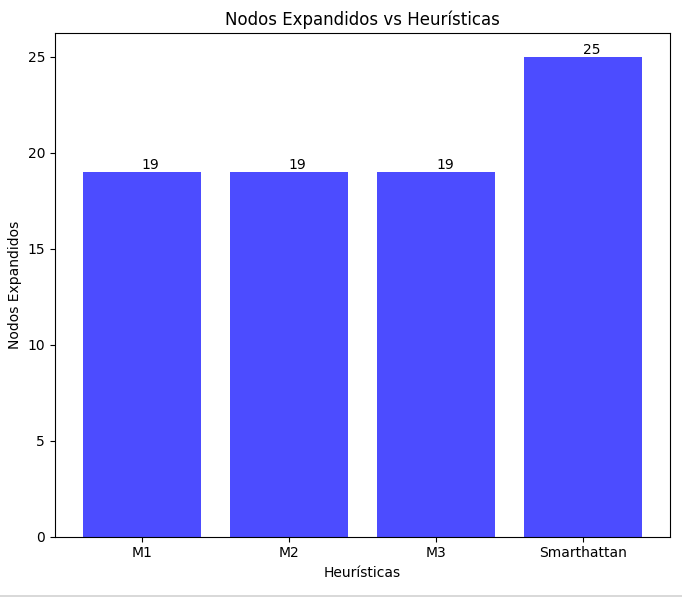 Nodos Expandidos vs Heurísticas
25
20
15
10
5
0
Nodos Expandidos
19
19
19
25
M1
M2
M3
Smarthattan
Heurísticas